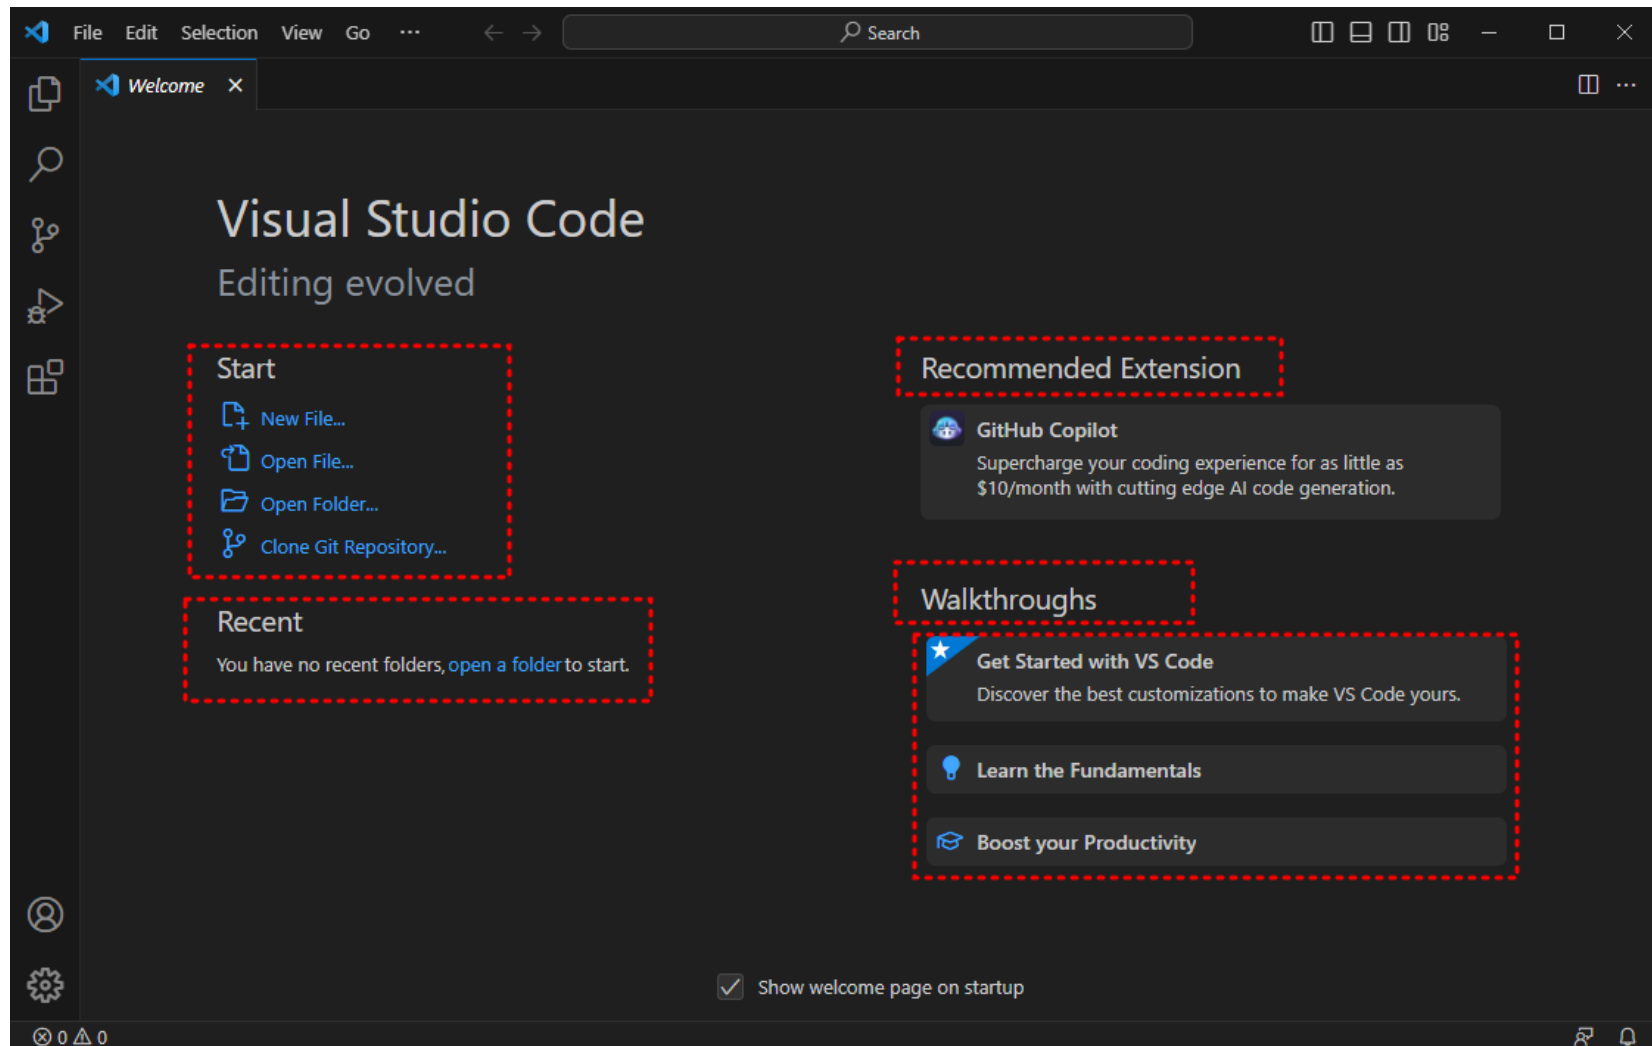 File Edit Selection View Go ··· Search
Welcome
Visual Studio Code
Editing evolved
Start
New File...
Open File...
Open Folder...
Clone Git Repository...
Recent
You have no recent folders, open a folder to start.
Recommended Extension
GitHub Copilot
Supercharge your coding experience for as little as
$10/month with cutting edge AI code generation.
Walkthroughs
Get Started with VS Code
Discover the best customizations to make VS Code yours.
Learn the Fundamentals
Boost your Productivity
Show welcome page on startup
0 0